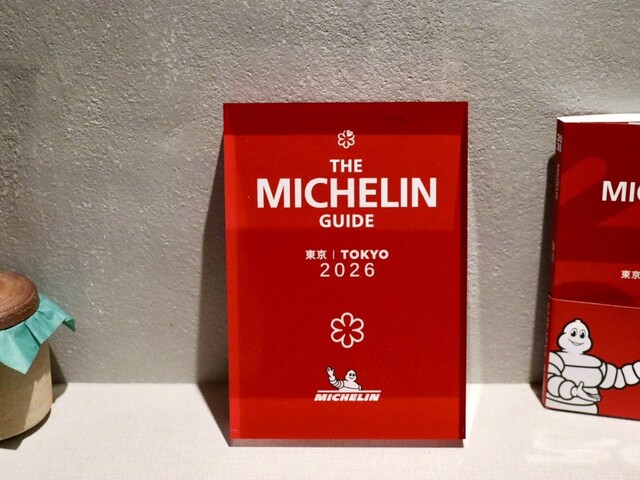 THE
MICHELIN
GUIDE
東京 | TOKYO
2026
MICHELIN
MIC
東京